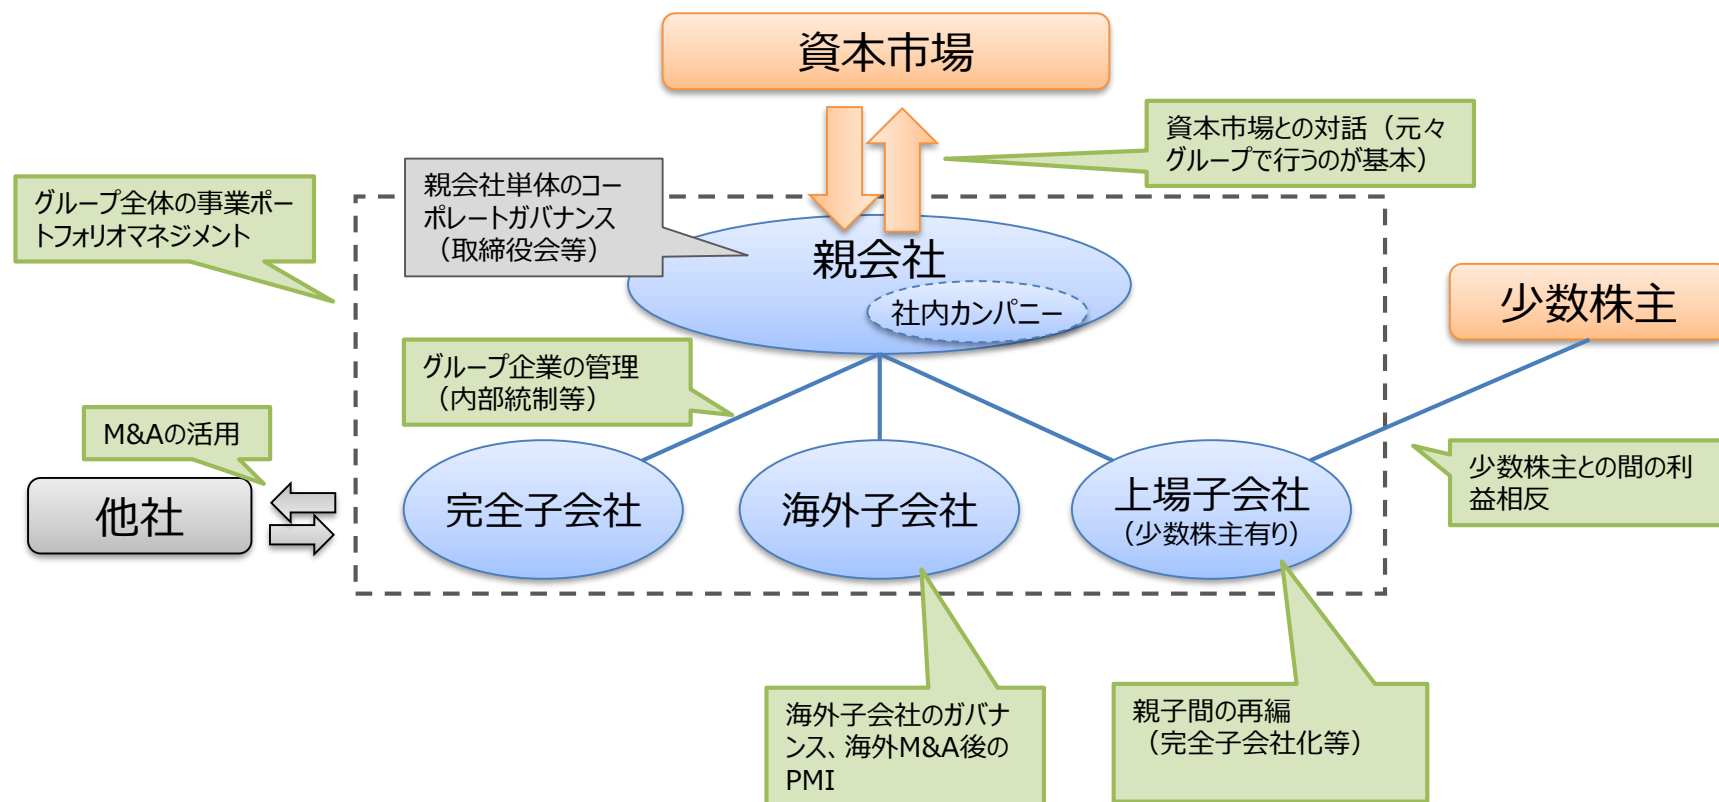 資本市場
資本市場との対話（元々
グループで行うのが基本）
親会社単体のコー
ポレートガバナンス
（取締役会等）
グループ全体の事業ポー
トフォリオマネジメント
親会社
社内カンパニー
少数株主
グループ企業の管理
（内部統制等）
M&Aの活用
他社
完全子会社
海外子会社
上場子会社
（少数株主有り）
少数株主との間の利
益相反
海外子会社のガバナ
ンス、海外M&A後の
PMI
親子間の再編
（完全子会社化等）